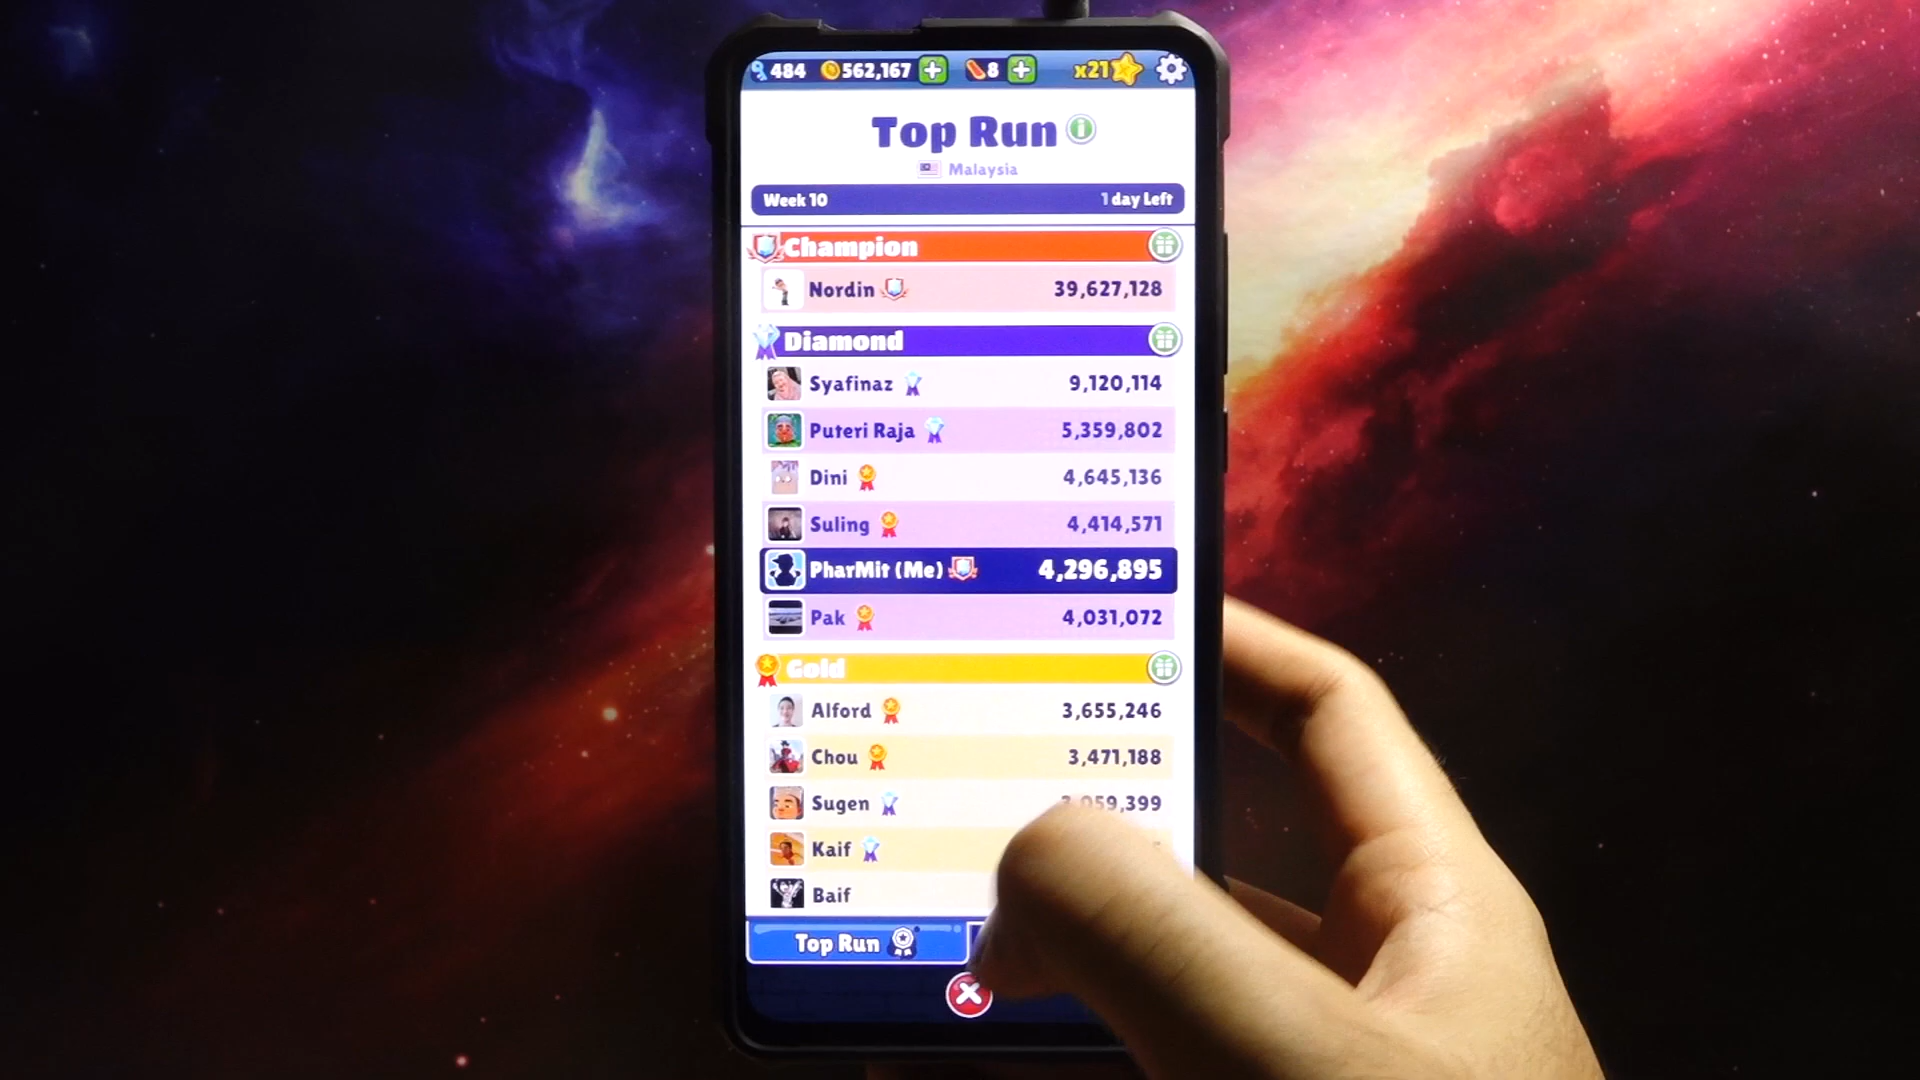 484 562,167 8 x21
Top Run
Malaysia
Week 10 1 day Left
Champion
Nordin 39,627,128
Diamond
Syafinaz 9,120,114
Puteri Raja 5,359,802
Dini 4,645,136
Suling 4,414,571
PharMit (Me) 4,296,895
Pak 4,031,072
Gold
Alford 3,655,246
Chou 3,471,188
Sugen 3,059,399
Kaif
Baif
Top Run